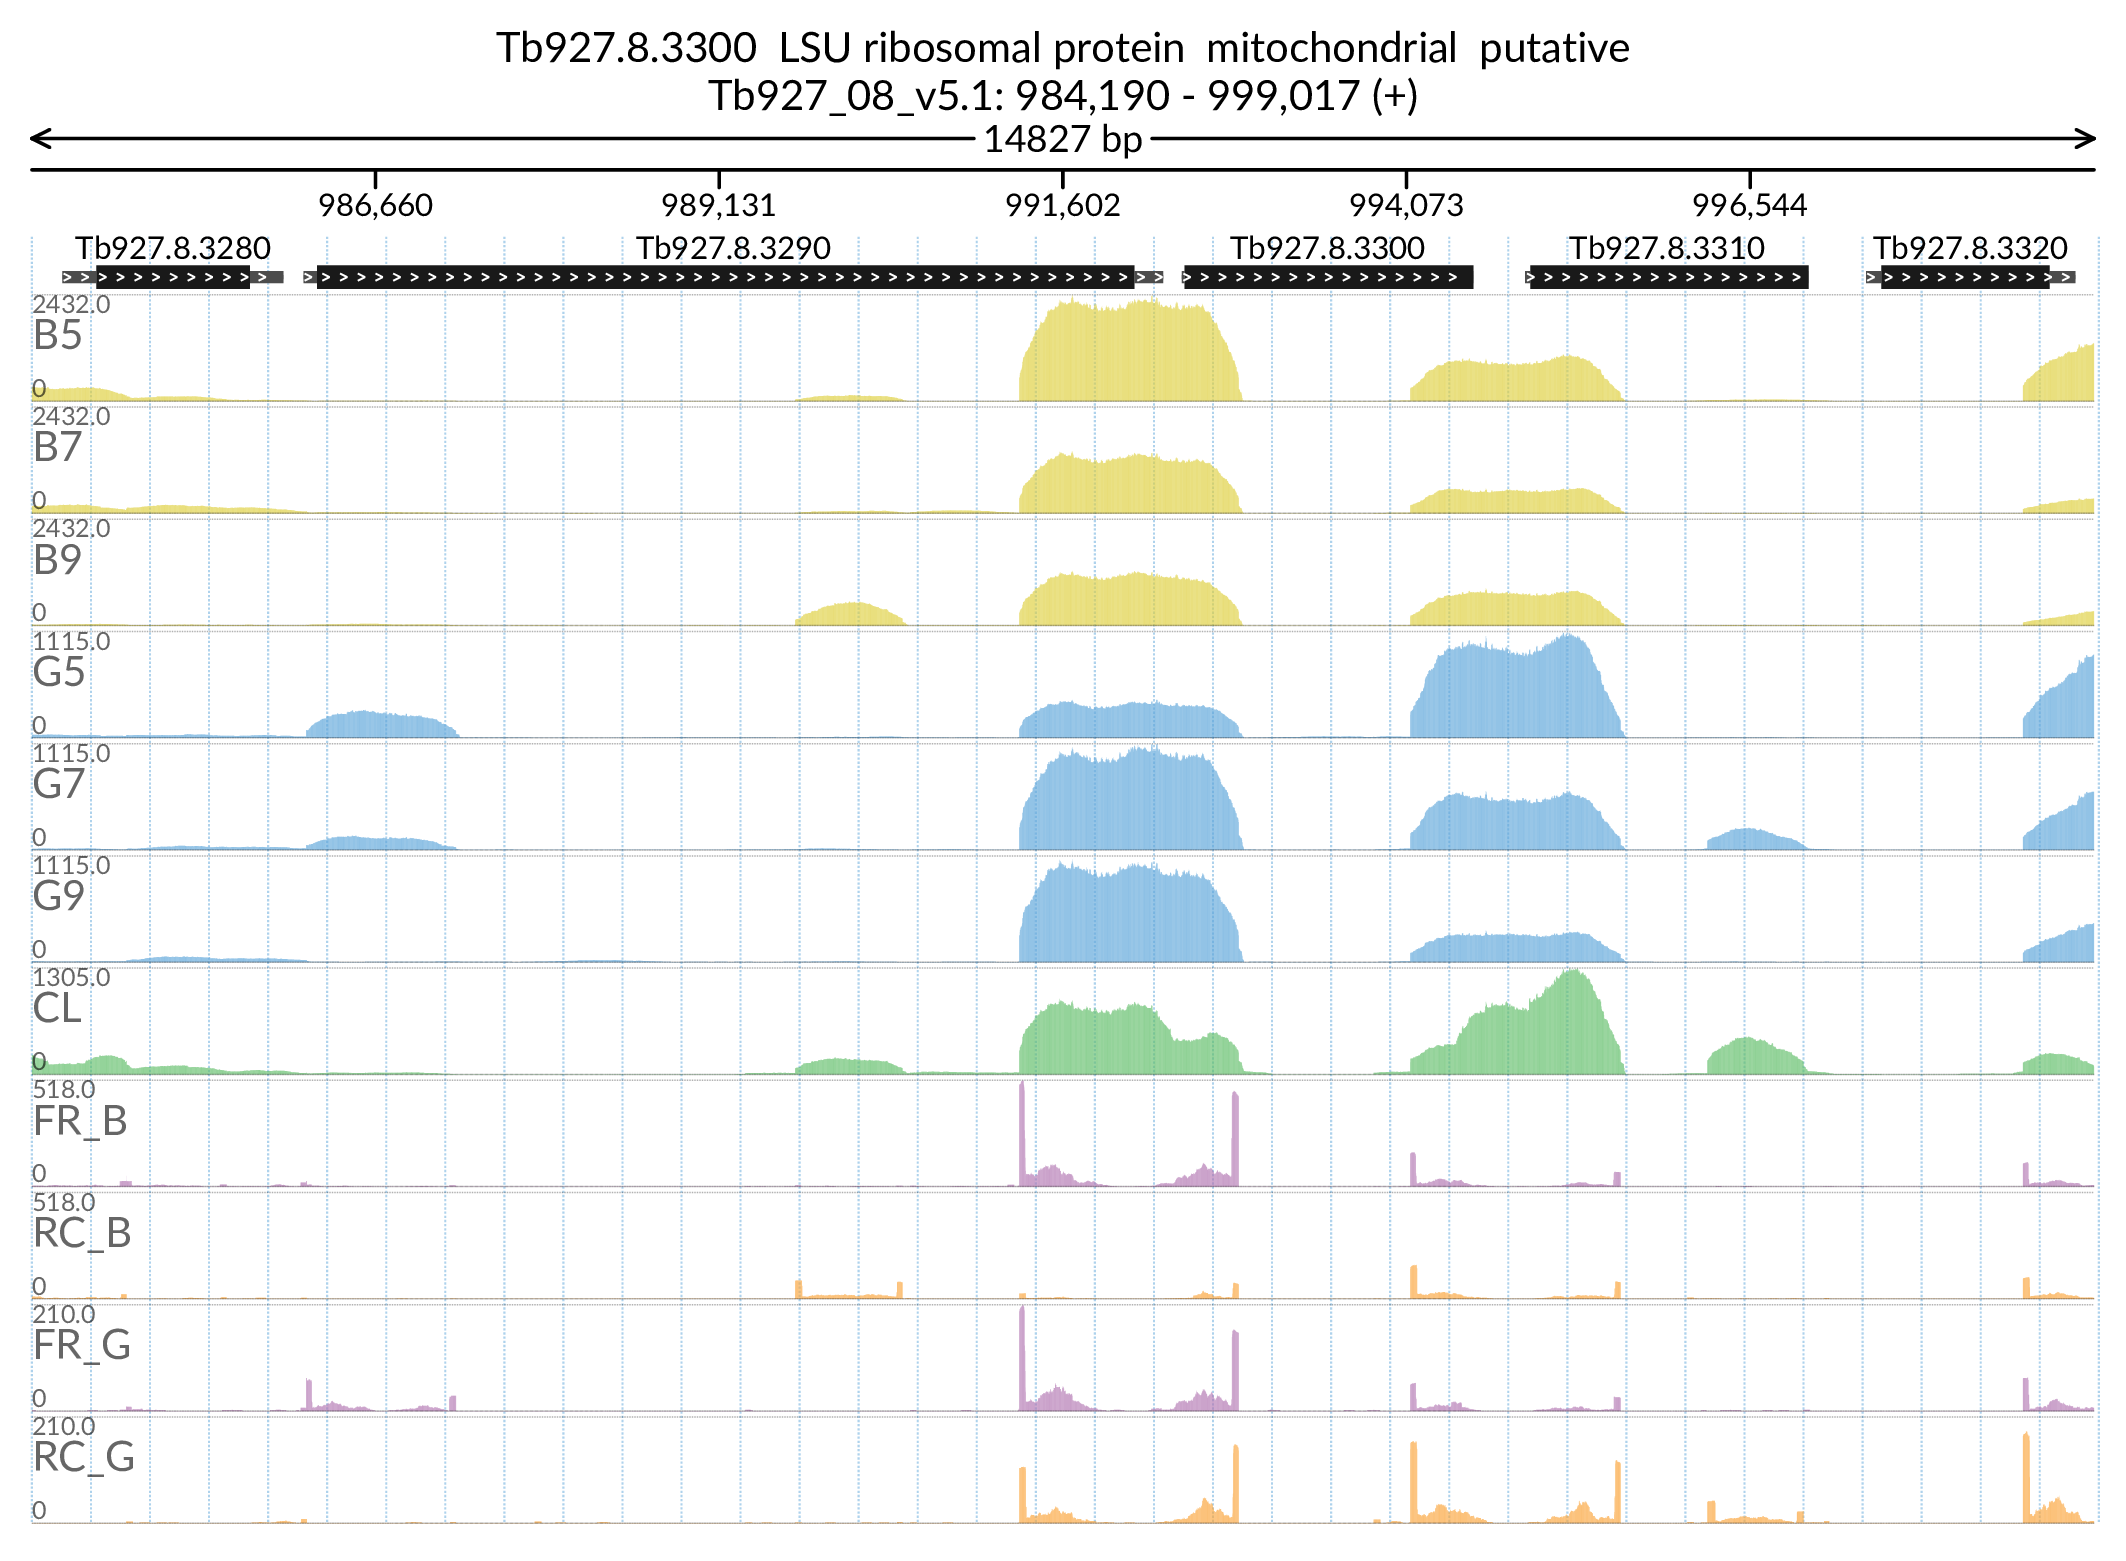 Tb927.8.3300 LSU ribosomal protein mitochondrial putative
Tb927_08_v5.1: 984,190 - 999,017 (+)
14827 bp
986,660 989,131 991,602 994,073 996,544
Tb927.8.3280 Tb927.8.3290 Tb927.8.3300 Tb927.8.3310 Tb927.8.3320
2432.0
B5
0
2432.0
B7
0
2432.0
B9
0
1115.0
G5
0
1115.0
G7
0
1115.0
G9
0
1305.0
CL
0
518.0
FR_B
0
518.0
RC_B
0
210.0
FR_G
0
210.0
RC_G
0